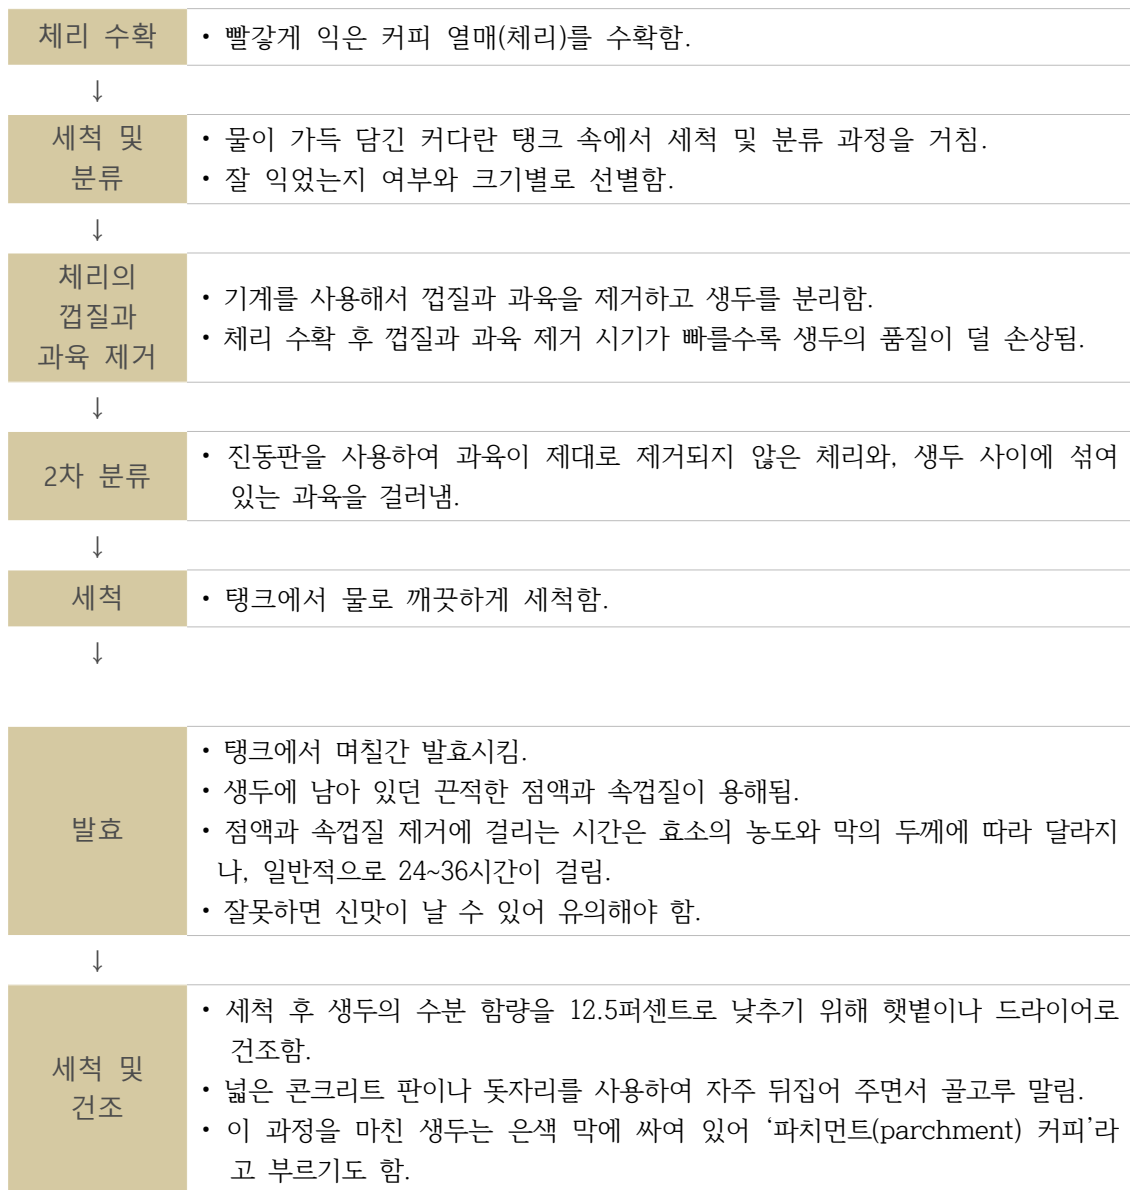 체리 수확
• 빨갛게 익은 커피 열매(체리)를 수확함.
↓
세척 및
분류
• 물이 가득 담긴 커다란 탱크 속에서 세척 및 분류 과정을 거침.
• 잘 익었는지 여부와 크기별로 선별함.
↓
체리의
껍질과
과육 제거
• 기계를 사용해서 껍질과 과육을 제거하고 생두를 분리함.
• 체리 수확 후 껍질과 과육 제거 시기가 빠를수록 생두의 품질이 덜 손상됨.
↓
2차 분류
• 진동판을 사용하여 과육이 제대로 제거되지 않은 체리와, 생두 사이에 섞여
있는 과육을 걸러냄.
↓
세척
• 탱크에서 물로 깨끗하게 세척함.
↓
발효
• 탱크에서 며칠간 발효시킴.
• 생두에 남아 있던 끈적한 점액과 속껍질이 용해됨.
• 점액과 속껍질 제거에 걸리는 시간은 효소의 농도와 막의 두께에 따라 달라지
나, 일반적으로 24~36시간이 걸림.
• 잘못하면 신맛이 날 수 있어 유의해야 함.
↓
세척 및
건조
• 세척 후 생두의 수분 함량을 12.5퍼센트로 낮추기 위해 햇볕이나 드라이어로
건조함.
• 넓은 콘크리트 판이나 돗자리를 사용하여 자주 뒤집어 주면서 골고루 말림.
• 이 과정을 마친 생두는 은색 막에 싸여 있어 ‘파치먼트(parchment) 커피’라
고 부르기도 함.